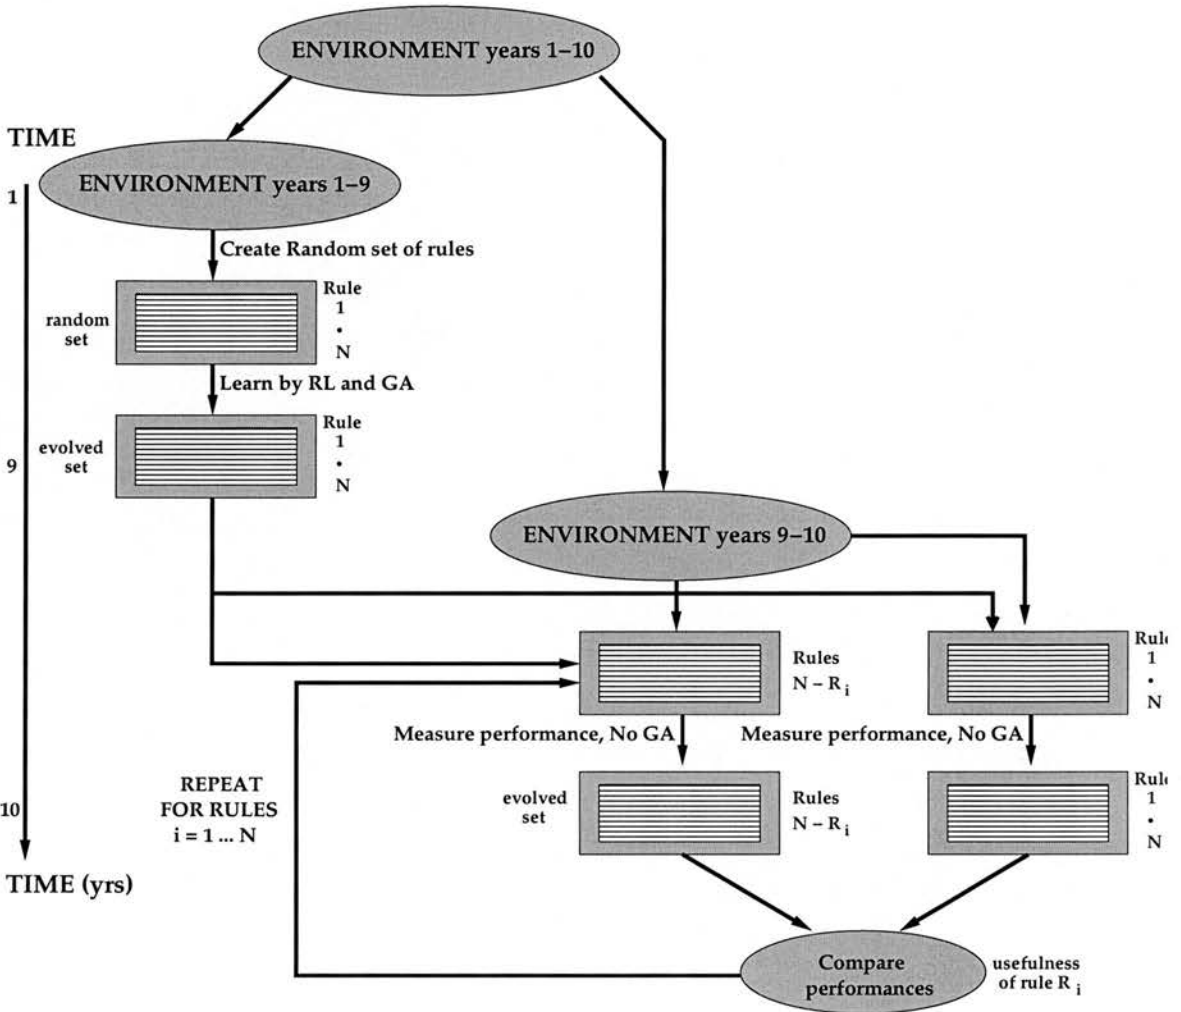 ENVIRONMENT years 1–10
TIME
ENVIRONMENT years 1–9
1
Create Random set of rules
Rule
1
•
N
random
set
Learn by RL and GA
Rule
1
•
N
evolved
set
9
ENVIRONMENT years 9–10
Rules
N – R i
Rul
1
•
N
Measure performance, No GA
Measure performance, No GA
REPEAT
FOR RULES
i = 1 ... N
evolved
set
Rules
N – R i
Rul
1
•
N
10
TIME (yrs)
Compare
performances
usefulness
of rule R i